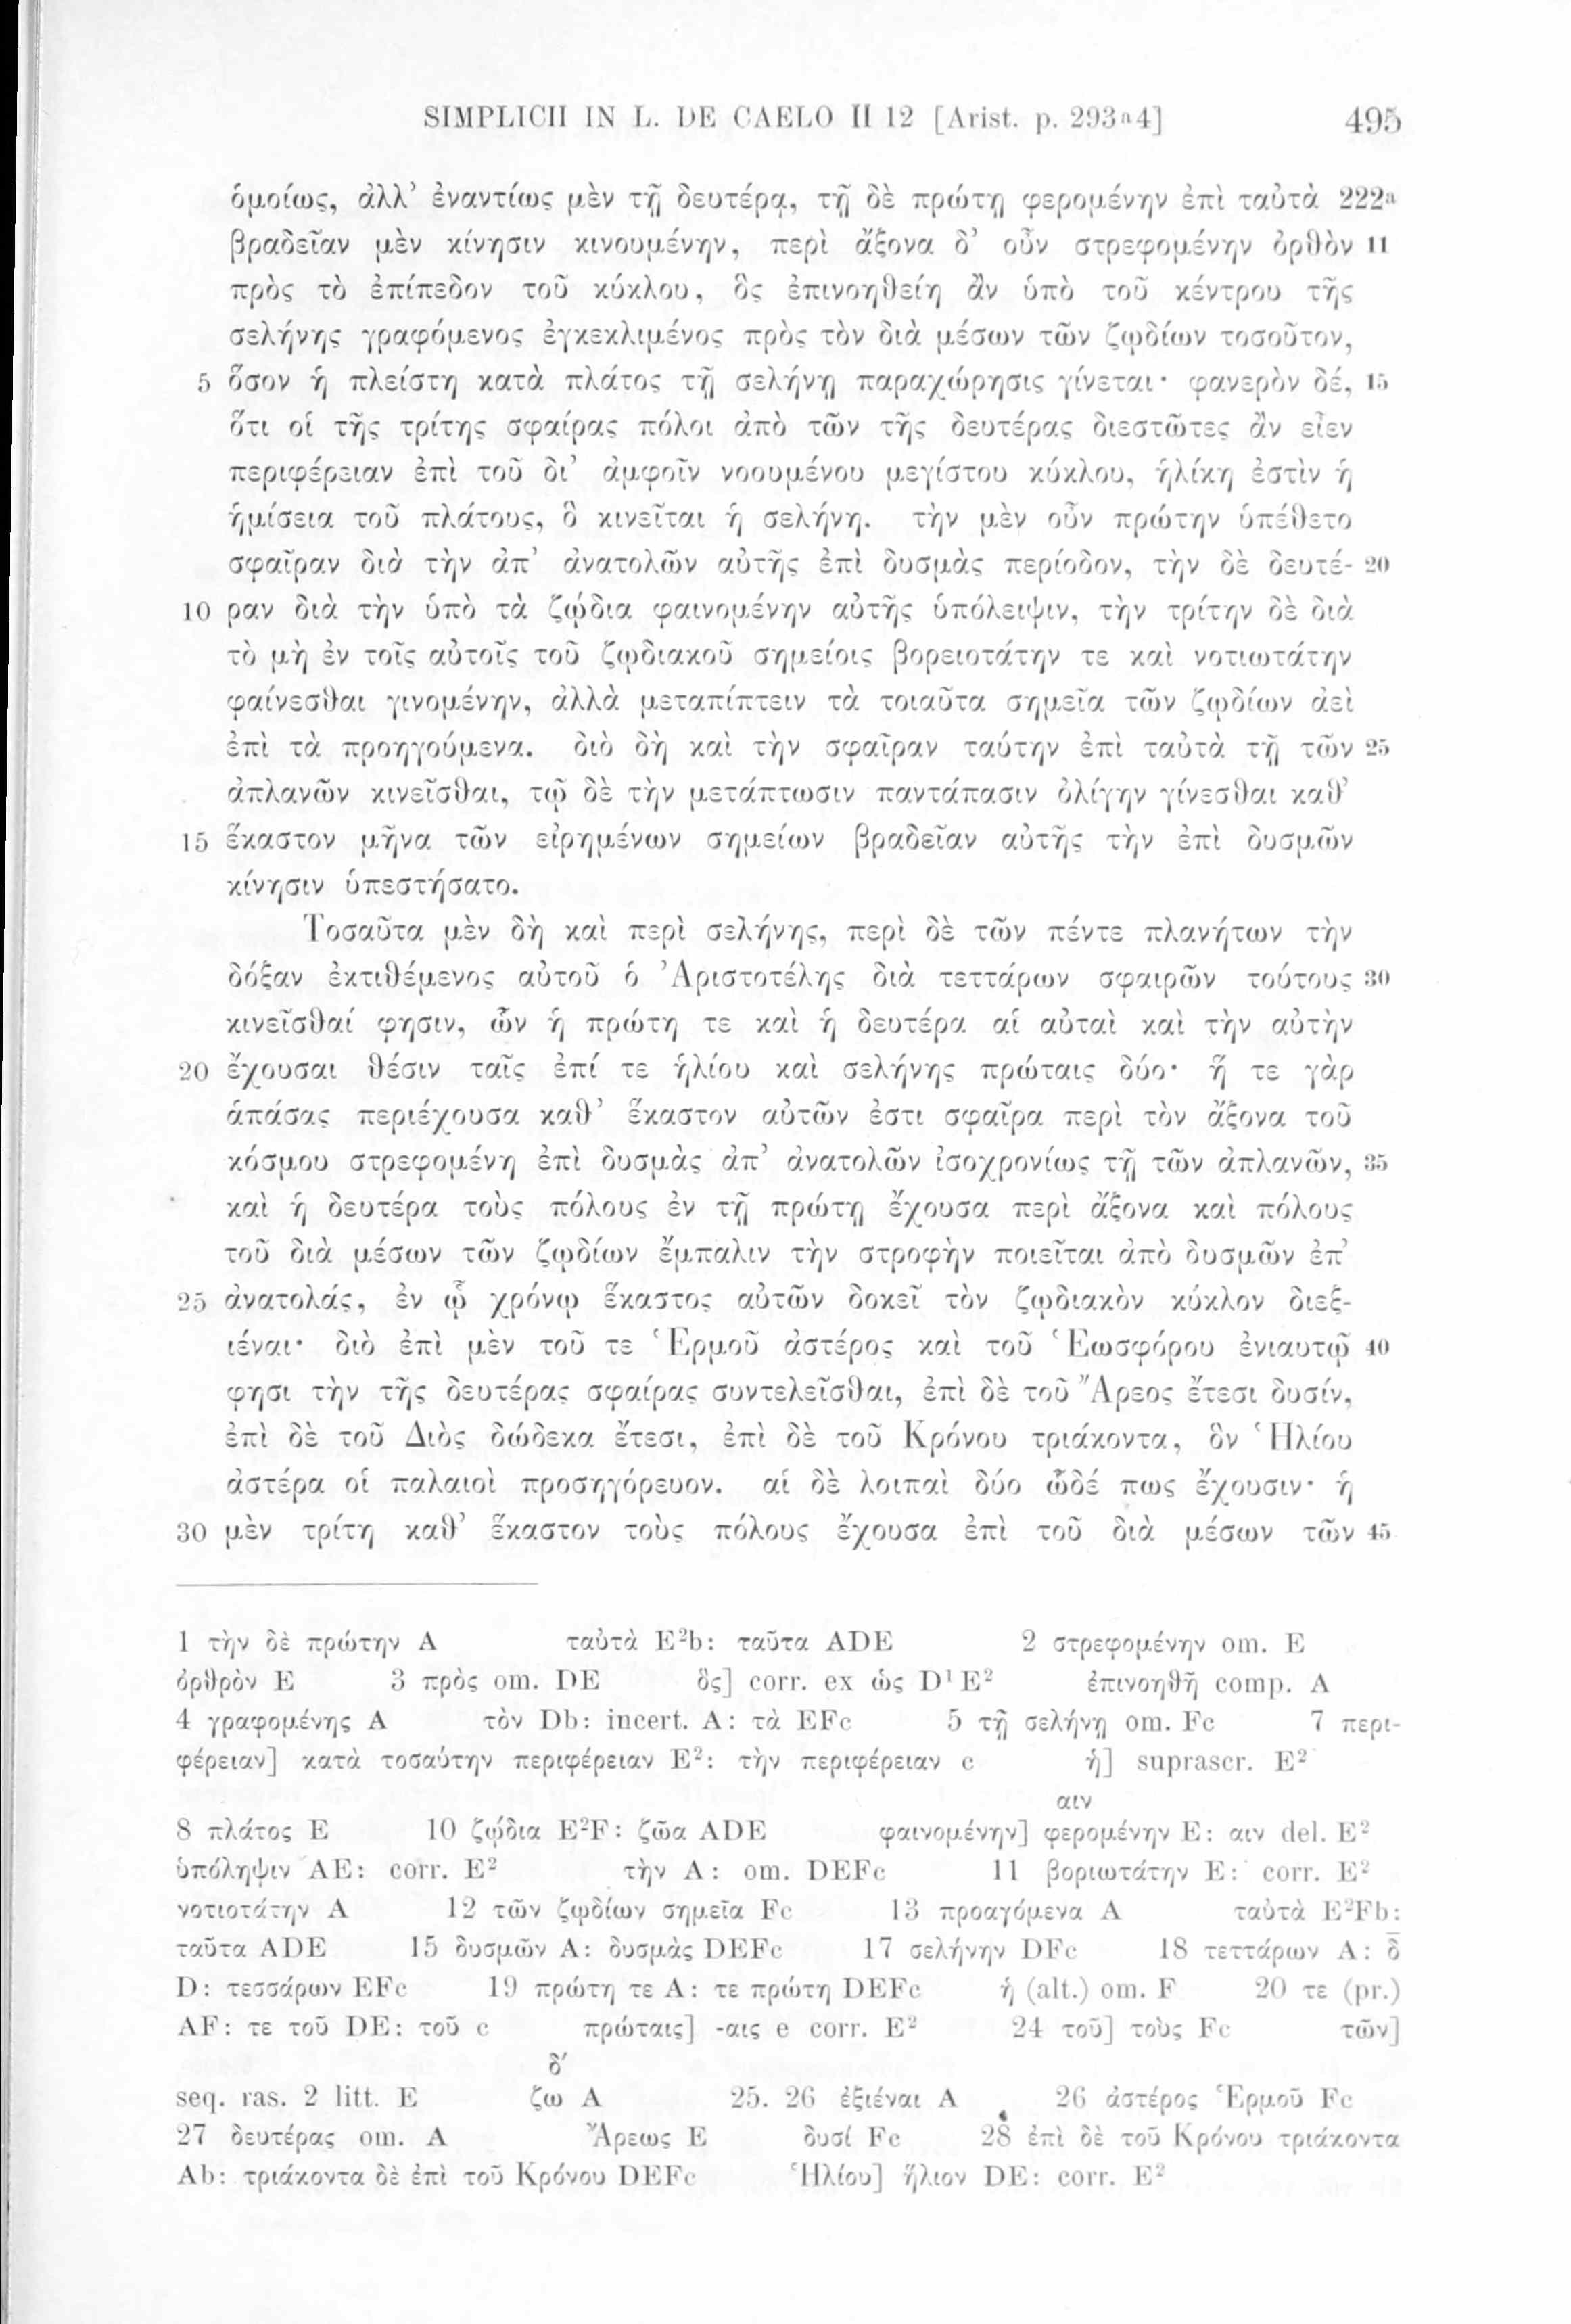 SIMPLICII IN L. DE CAELO II 12 [Arist. p. 293ᵃ4] 495
ὁμοίως, ἀλλ’ ἐναντίως μὲν τῇ δευτέρᾳ, τῇ δὲ πρώτῃ φερομένην ἐπὶ ταὐτὰ 222ᵃ
βραδεῖαν μὲν κίνησιν κινουμένην, περὶ ἄξονα δ’ οὖν στρεφομένην ὀρθὸν 11
πρὸς τὸ ἐπίπεδον τοῦ κύκλου, ὃς ἐπινοηθείη ἂν ὑπὸ τοῦ κέντρου τῆς
σελήνης γραφόμενος ἐγκεκλιμένος πρὸς τὸν διὰ μέσων τῶν ζῳδίων τοσοῦτον,
5 ὅσον ἡ πλείστη κατὰ πλάτος τῇ σελήνῃ παραχώρησις γίνεται· φανερὸν δέ, 15
ὅτι οἱ τῆς τρίτης σφαίρας πόλοι ἀπὸ τῶν τῆς δευτέρας διεστῶτες ἂν εἶεν
περιφέρειαν ἐπὶ τοῦ δι’ ἀμφοῖν νοουμένου μεγίστου κύκλου, ἡλίκη ἐστὶν ἡ
ἡμίσεια τοῦ πλάτους, ὃ κινεῖται ἡ σελήνη. τὴν μὲν οὖν πρώτην ὑπέθετο
σφαῖραν διὰ τὴν ἀπ’ ἀνατολῶν αὐτῆς ἐπὶ δυσμὰς περίοδον, τὴν δὲ δευτέ- 20
10 ραν διὰ τὴν ὑπὸ τὰ ζῴδια φαινομένην αὐτῆς ὑπόλειψιν, τὴν τρίτην δὲ διὰ
τὸ μὴ ἐν τοῖς αὐτοῖς τοῦ ζῳδιακοῦ σημείοις βορειοτάτην τε καὶ νοτιωτάτην
φαίνεσθαι γινομένην, ἀλλὰ μεταπίπτειν τὰ τοιαῦτα σημεῖα τῶν ζῳδίων ἀεὶ
ἐπὶ τὰ προηγούμενα. διὸ δὴ καὶ τὴν σφαῖραν ταύτην ἐπὶ ταὐτὰ τῇ τῶν 25
ἀπλανῶν κινεῖσθαι, τῷ δὲ τὴν μετάπτωσιν παντάπασιν ὀλίγην γίνεσθαι καθ’
15 ἕκαστον μῆνα τῶν εἰρημένων σημείων βραδεῖαν αὐτῆς τὴν ἐπὶ δυσμῶν
κίνησιν ὑπεστήσατο.
Τοσαῦτα μὲν δὴ καὶ περὶ σελήνης, περὶ δὲ τῶν πέντε πλανήτων τὴν
δόξαν ἐκτιθέμενος αὐτοῦ ὁ Ἀριστοτέλης διὰ τεττάρων σφαιρῶν τούτους 30
κινεῖσθαί φησιν, ὧν ἡ πρώτη τε καὶ ἡ δευτέρα αἱ αὐταὶ καὶ τὴν αὐτὴν
20 ἔχουσαι θέσιν ταῖς ἐπί τε ἡλίου καὶ σελήνης πρώταις δύο· ἥ τε γὰρ
ἁπάσας περιέχουσα καθ’ ἕκαστον αὐτῶν ἐστι σφαῖρα περὶ τὸν ἄξονα τοῦ
κόσμου στρεφομένη ἐπὶ δυσμὰς ἀπ’ ἀνατολῶν ἰσοχρονίως τῇ τῶν ἀπλανῶν, 35
καὶ ἡ δευτέρα τοὺς πόλους ἐν τῇ πρώτῃ ἔχουσα περὶ ἄξονα καὶ πόλους
τοῦ διὰ μέσων τῶν ζῳδίων ἔμπαλιν τὴν στροφὴν ποιεῖται ἀπὸ δυσμῶν ἐπ’
25 ἀνατολάς, ἐν ᾧ χρόνῳ ἕκαστος αὐτῶν δοκεῖ τὸν ζῳδιακὸν κύκλον διεξ-
ιέναι· διὸ ἐπὶ μὲν τοῦ τε Ἑρμοῦ ἀστέρος καὶ τοῦ Ἑωσφόρου ἐνιαυτῷ 40
φησι τὴν τῆς δευτέρας σφαίρας συντελεῖσθαι, ἐπὶ δὲ τοῦ Ἄρεος ἔτεσι δυσίν,
ἐπὶ δὲ τοῦ Διὸς δώδεκα ἔτεσι, ἐπὶ δὲ τοῦ Κρόνου τριάκοντα, ὃν Ἡλίου
ἀστέρα οἱ παλαιοὶ προσηγόρευον. αἱ δὲ λοιπαὶ δύο ὧδέ πως ἔχουσιν· ἡ
30 μὲν τρίτη καθ’ ἕκαστον τοὺς πόλους ἔχουσα ἐπὶ τοῦ διὰ μέσων τῶν 45
1 τὴν δὲ πρώτην A ταὐτὰ E²b: ταῦτα ADE 2 στρεφομένην om. E
ὀρθρὸν E 3 πρὸς om. DE ὃς] corr. ex ὡς D¹E² ἐπινοηθῆ comp. A
4 γραφομένης A τὸν Db: incert. A: τὰ EFc 5 τῇ σελήνῃ om. Fc 7 περι-
φέρειαν] κατὰ τοσαύτην περιφέρειαν E²: τὴν περιφέρειαν c ἡ] suprascr. E²
αιν
8 πλάτος E 10 ζῴδια E²F: ζῶα ADE φαινομένην] φερομένην E: αιν del. E²
ὑπόληψιν AE: corr. E² τὴν A: om. DEFc 11 βοριωτάτην E: corr. E²
νοτιοτάτην A 12 τῶν ζῳδίων σημεῖα Fc 13 προαγόμενα A ταὐτὰ E²Fb:
ταῦτα ADE 15 δυσμῶν A: δυσμὰς DEFc 17 σελήνην DFc 18 τεττάρων A: δ̅
D: τεσσάρων EFc 19 πρώτη τε A: τε πρώτη DEFc ἡ (alt.) om. F 20 τε (pr.)
AF: τε τοῦ DE: τοῦ c πρώταις] -αις e corr. E² 24 τοῦ] τοὺς Fc τῶν]
δ′
seq. ras. 2 litt. E ζω A 25. 26 ἐξιέναι A 26 ἀστέρος Ἑρμοῦ Fc
27 δευτέρας om. A Ἄρεως E δυσί Fc 28 ἐπὶ δὲ τοῦ Κρόνου τριάκοντα
Ab: τριάκοντα δὲ ἐπὶ τοῦ Κρόνου DEFc Ἡλίου] ἥλιον DE: corr. E²